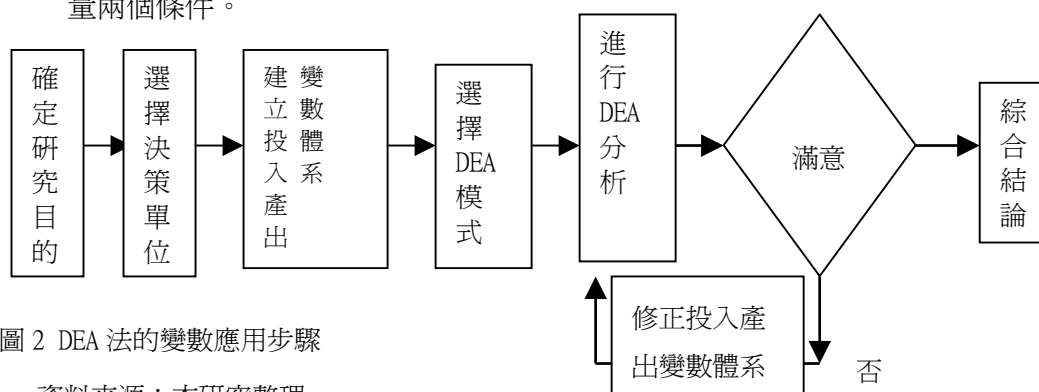 量兩個條件。
確定研究目的
選擇決策單位
建立投入產出
變數體系
選擇DEA模式
進行DEA分析
滿意
綜合結論
修正投入產
出變數體系
否
圖 2 DEA 法的變數應用步驟
資料來源：本研究整理